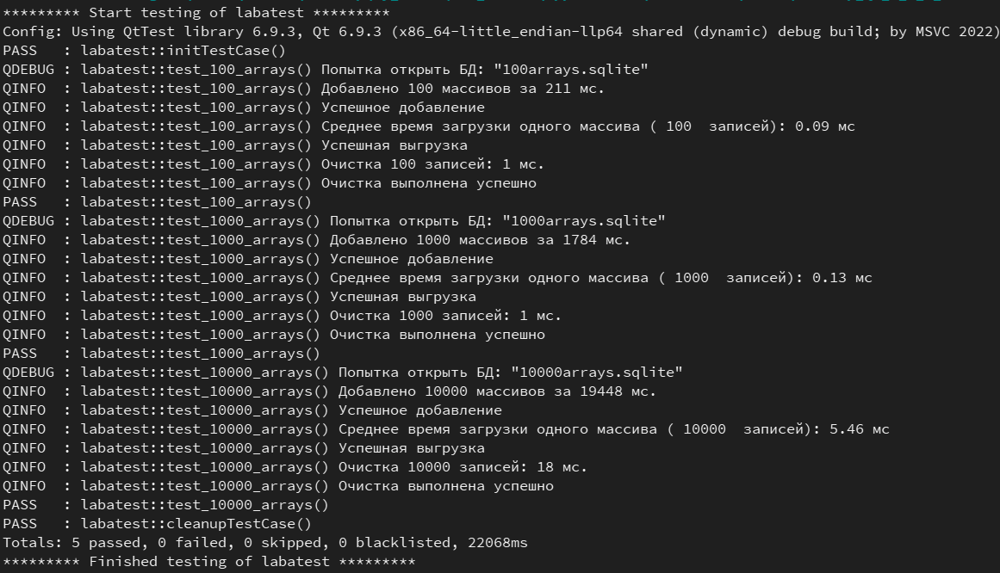 ********* Start testing of labatest *********
Config: Using QtTest library 6.9.3, Qt 6.9.3 (x86_64-little_endian-llp64 shared (dynamic) debug build; by MSVC 2022)
PASS   : labatest::initTestCase()
QDEBUG : labatest::test_100_arrays() Попытка открыть БД: "100arrays.sqlite"
QINFO  : labatest::test_100_arrays() Добавлено 100 массивов за 211 мс.
QINFO  : labatest::test_100_arrays() Успешное добавление
QINFO  : labatest::test_100_arrays() Среднее время загрузки одного массива ( 100  записей): 0.09 мс
QINFO  : labatest::test_100_arrays() Успешная выгрузка
QINFO  : labatest::test_100_arrays() Очистка 100 записей: 1 мс.
QINFO  : labatest::test_100_arrays() Очистка выполнена успешно
PASS   : labatest::test_100_arrays()
QDEBUG : labatest::test_1000_arrays() Попытка открыть БД: "1000arrays.sqlite"
QINFO  : labatest::test_1000_arrays() Добавлено 1000 массивов за 1784 мс.
QINFO  : labatest::test_1000_arrays() Успешное добавление
QINFO  : labatest::test_1000_arrays() Среднее время загрузки одного массива ( 1000  записей): 0.13 мс
QINFO  : labatest::test_1000_arrays() Успешная выгрузка
QINFO  : labatest::test_1000_arrays() Очистка 1000 записей: 1 мс.
QINFO  : labatest::test_1000_arrays() Очистка выполнена успешно
PASS   : labatest::test_1000_arrays()
QDEBUG : labatest::test_10000_arrays() Попытка открыть БД: "10000arrays.sqlite"
QINFO  : labatest::test_10000_arrays() Добавлено 10000 массивов за 19448 мс.
QINFO  : labatest::test_10000_arrays() Успешное добавление
QINFO  : labatest::test_10000_arrays() Среднее время загрузки одного массива ( 10000  записей): 5.46 мс
QINFO  : labatest::test_10000_arrays() Успешная выгрузка
QINFO  : labatest::test_10000_arrays() Очистка 10000 записей: 18 мс.
QINFO  : labatest::test_10000_arrays() Очистка выполнена успешно
PASS   : labatest::test_10000_arrays()
PASS   : labatest::cleanupTestCase()
Totals: 5 passed, 0 failed, 0 skipped, 0 blacklisted, 22068ms
********* Finished testing of labatest *********